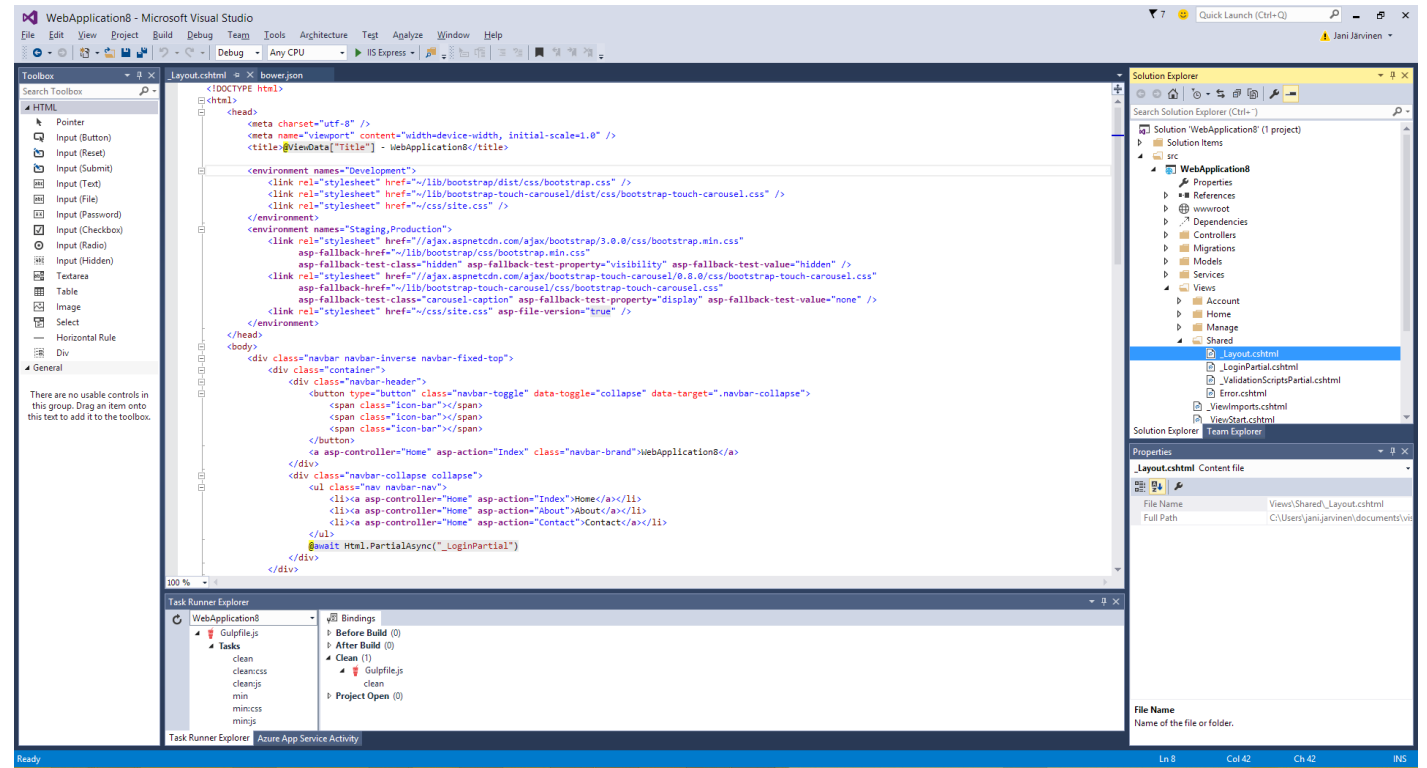 WebApplication8 - Microsoft Visual Studio
7
Quick Launch (Ctrl+Q)
File Edit View Project Build Debug Team Tools Architecture Test Analyze Window Help
Jani Järvinen
Debug Any CPU IIS Express
Toolbox
Search Toolbox
HTML
Pointer
Input (Button)
Input (Reset)
Input (Submit)
Input (Text)
Input (File)
Input (Password)
Input (Checkbox)
Input (Radio)
Input (Hidden)
Textarea
Table
Image
Select
Horizontal Rule
Div
General
There are no usable controls in
this group. Drag an item onto
this text to add it to the toolbox.
_Layout.cshtml bower.json
<!DOCTYPE html>
<html>
<head>
<meta charset="utf-8" />
<meta name="viewport" content="width=device-width, initial-scale=1.0" />
<title>@ViewData["Title"] - WebApplication8</title>
<environment names="Development">
<link rel="stylesheet" href="~/lib/bootstrap/dist/css/bootstrap.css" />
<link rel="stylesheet" href="~/lib/bootstrap-touch-carousel/dist/css/bootstrap-touch-carousel.css" />
<link rel="stylesheet" href="~/css/site.css" />
</environment>
<environment names="Staging,Production">
<link rel="stylesheet" href="//ajax.aspnetcdn.com/ajax/bootstrap/3.0.0/css/bootstrap.min.css"
asp-fallback-href="~/lib/bootstrap/css/bootstrap.min.css"
asp-fallback-test-class="hidden" asp-fallback-test-property="visibility" asp-fallback-test-value="hidden" />
<link rel="stylesheet" href="//ajax.aspnetcdn.com/ajax/bootstrap-touch-carousel/0.8.0/css/bootstrap-touch-carousel.css"
asp-fallback-href="~/lib/bootstrap-touch-carousel/css/bootstrap-touch-carousel.css"
asp-fallback-test-class="carousel-caption" asp-fallback-test-property="display" asp-fallback-test-value="none" />
<link rel="stylesheet" href="~/css/site.css" asp-file-version="true" />
</environment>
</head>
<body>
<div class="navbar navbar-inverse navbar-fixed-top">
<div class="container">
<div class="navbar-header">
<button type="button" class="navbar-toggle" data-toggle="collapse" data-target=".navbar-collapse">
<span class="icon-bar"></span>
<span class="icon-bar"></span>
<span class="icon-bar"></span>
</button>
<a asp-controller="Home" asp-action="Index" class="navbar-brand">WebApplication8</a>
</div>
<div class="navbar-collapse collapse">
<ul class="nav navbar-nav">
<li><a asp-controller="Home" asp-action="Index">Home</a></li>
<li><a asp-controller="Home" asp-action="About">About</a></li>
<li><a asp-controller="Home" asp-action="Contact">Contact</a></li>
</ul>
@await Html.PartialAsync("_LoginPartial")
</div>
</div>
100 %
Task Runner Explorer
WebApplication8
Gulpfile.js
Tasks
clean
clean:css
clean:js
min
min:css
min:js
Bindings
Before Build (0)
After Build (0)
Clean (1)
Gulpfile.js
clean
Project Open (0)
Task Runner Explorer Azure App Service Activity
Solution Explorer
Search Solution Explorer (Ctrl+¨)
Solution 'WebApplication8' (1 project)
Solution Items
src
WebApplication8
Properties
References
wwwroot
Dependencies
Controllers
Migrations
Models
Services
Views
Account
Home
Manage
Shared
_Layout.cshtml
_LoginPartial.cshtml
_ValidationScriptsPartial.cshtml
Error.cshtml
_ViewImports.cshtml
_ViewStart.cshtml
Solution Explorer Team Explorer
Properties
_Layout.cshtml Content file
File Name Views\Shared\_Layout.cshtml
Full Path C:\Users\jani.jarvinen\documents\vis
File Name
Name of the file or folder.
Ready Ln 8 Col 42 Ch 42 INS